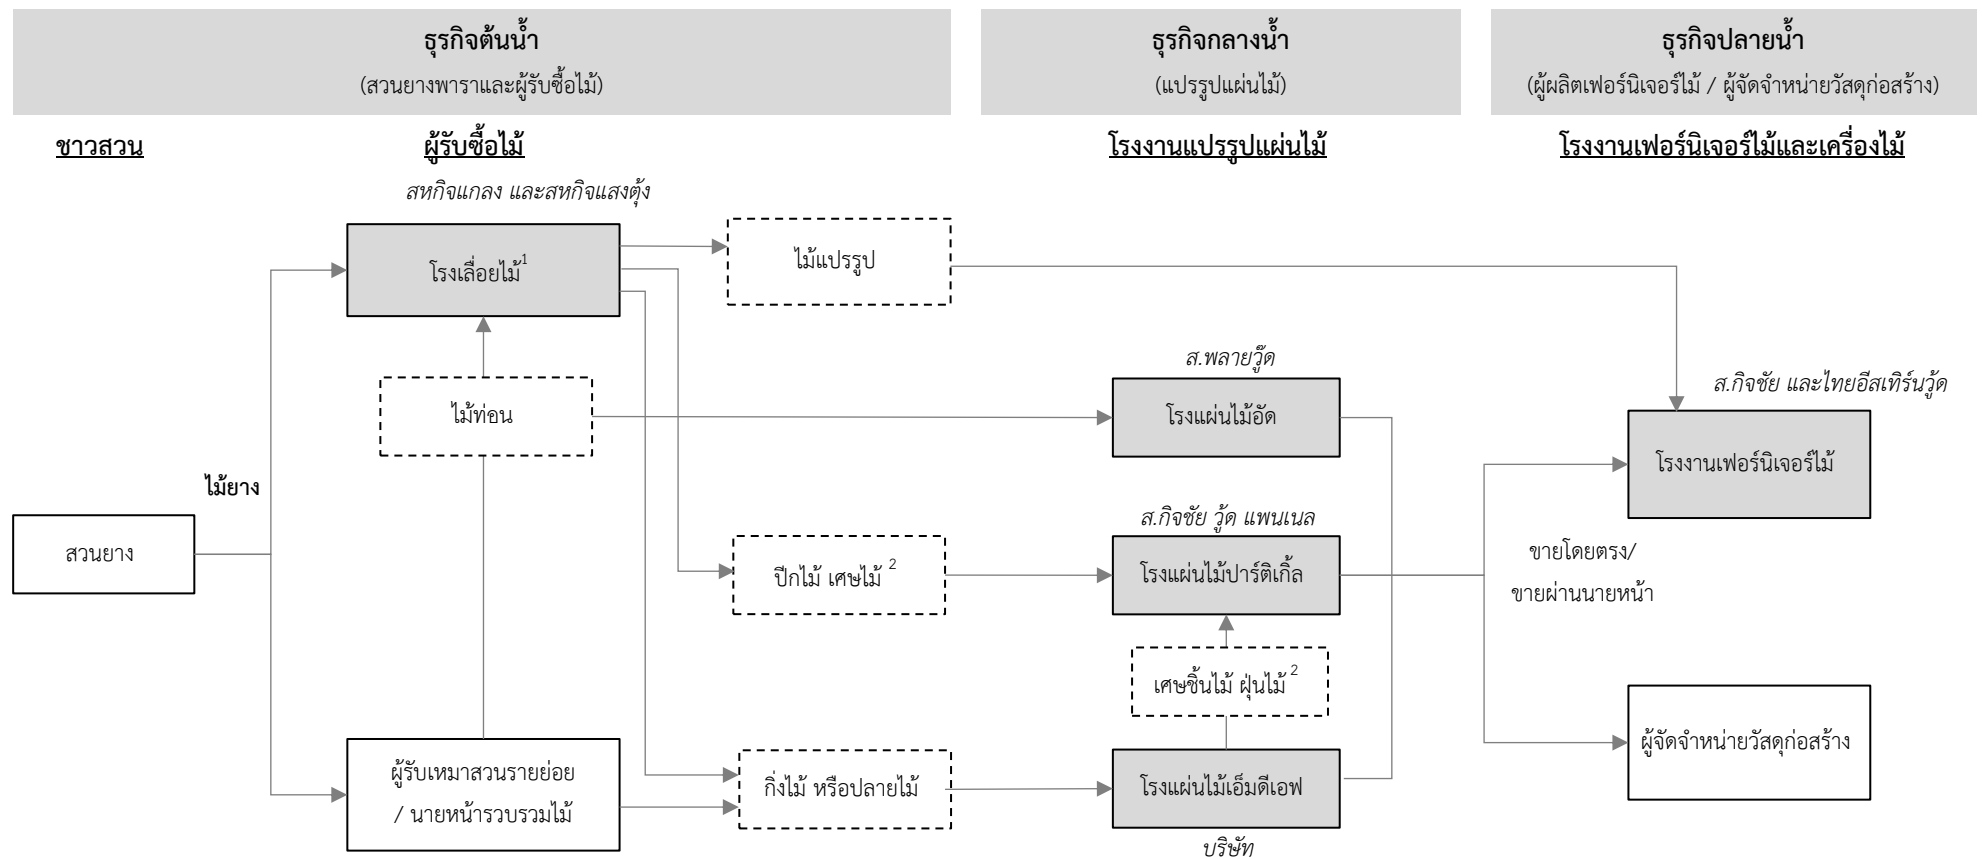 ธุรกิจต้นน้ำ
(สวนยางพาราและผู้รับซื้อไม้)
ธุรกิจกลางน้ำ
(แปรรูปแผ่นไม้)
ธุรกิจปลายน้ำ
(ผู้ผลิตเฟอร์นิเจอร์ไม้ / ผู้จัดจำหน่ายวัสดุก่อสร้าง)
ชาวสวน
ผู้รับซื้อไม้
โรงงานแปรรูปแผ่นไม้
โรงงานเฟอร์นิเจอร์ไม้และเครื่องไม้
สหกิจแกลง และสหกิจแสงตุ้ง
โรงเลื่อยไม้1
ไม้แปรรูป
ส.พลายวู๊ด
ส.กิจชัย และไทยอีสเทิร์นวู้ด
ไม้ท่อน
โรงแผ่นไม้อัด
โรงงานเฟอร์นิเจอร์ไม้
ไม้ยาง
ส.กิจชัย วู้ด แพนเนล
สวนยาง
ปีกไม้ เศษไม้ 2
โรงแผ่นไม้ปาร์ติเกิ้ล
ขายโดยตรง/
ขายผ่านนายหน้า
เศษชิ้นไม้ ฝุ่นไม้ 2
ผู้รับเหมาสวนรายย่อย
/ นายหน้ารวบรวมไม้
กิ่งไม้ หรือปลายไม้
โรงแผ่นไม้เอ็มดีเอฟ
ผู้จัดจำหน่ายวัสดุก่อสร้าง
บริษัท